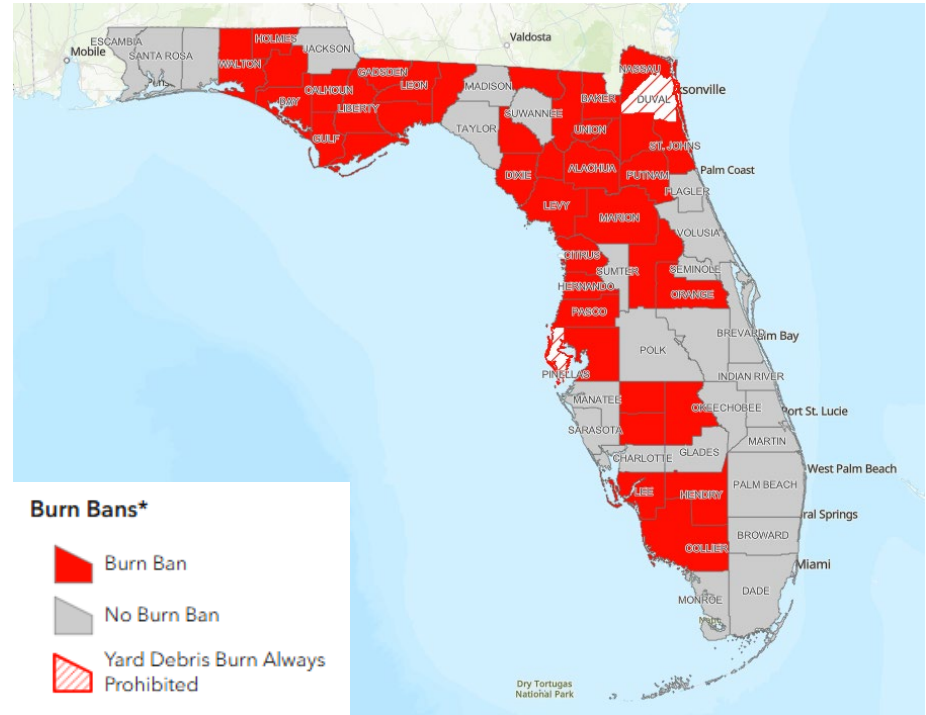 Valdosta
ESCAMBIA
Mobile
SANTA ROSA
HOLMES
JACKSON
WALTON
GADSDEN
NASSAU
LEON
MADISON
CALHOUN
BAKER
ksonville
DUVAL
BAY
LIBERTY
SUWANNEE
TAYLOR
UNION
GULF
ST. JOHNS
DIXIE
ALACHUA
PUTNAM
Palm Coast
FLAGLER
LEVY
MARION
VOLUSIA
CITRUS
SUMTER
SEMINOLE
HERNANDO
ORANGE
PASCO
BREVARD
alm Bay
POLK
PINELLAS
INDIAN RIVER
MANATEE
OKEECHOBEE
Port St. Lucie
SARASOTA
MARTIN
CHARLOTTE
GLADES
West Palm Beach
LEE
HENDRY
PALM BEACH
ral Springs
BROWARD
COLLIER
Miami
MONROE
DADE
Dry Tortugas
National Park
Burn Bans*
Burn Ban
No Burn Ban
Yard Debris Burn Always
Prohibited